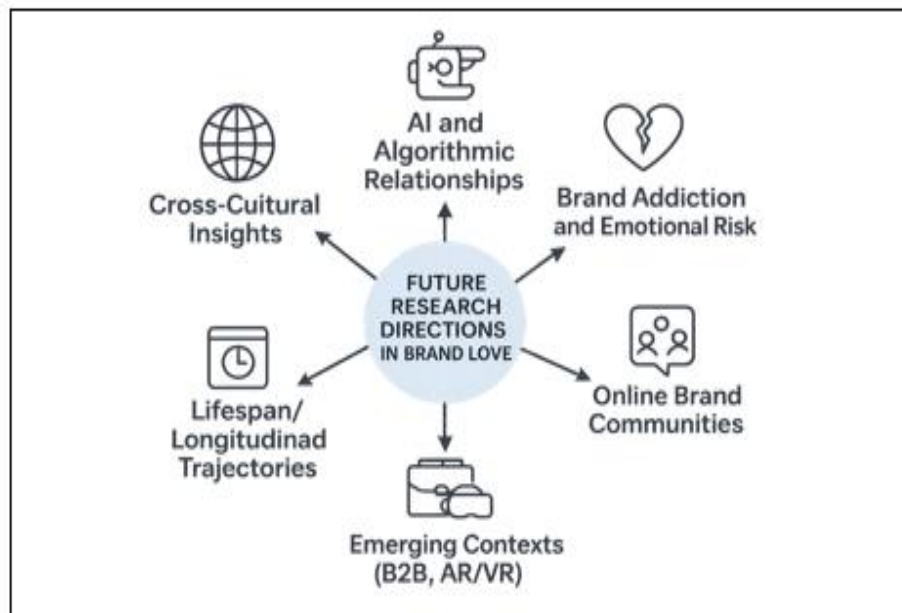 FUTURE
RESEARCH
DIRECTIONS
IN BRAND LOVE
AI and
Algorithmic
Relationships
Brand Addiction
and Emotional Risk
Online Brand
Communities
Emerging Contexts
(B2B, AR/VR)
Lifespan/
Longitudinad
Trajectories
Cross-Cuitural
Insights